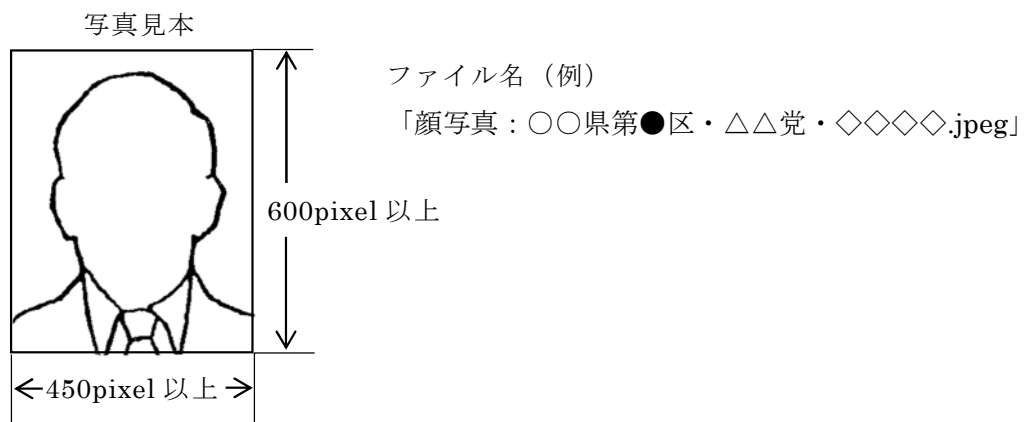 写真見本
ファイル名（例）
「顔写真：○○県第●区・△△党・◇◇◇◇.jpeg」
600pixel 以上
450pixel 以上